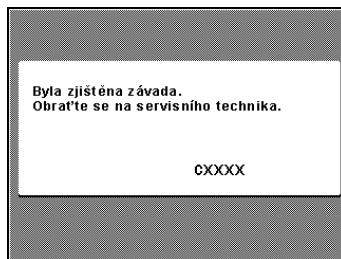 Byla zjištěna závada.
Obraťte se na servisního technika.
CXXXX